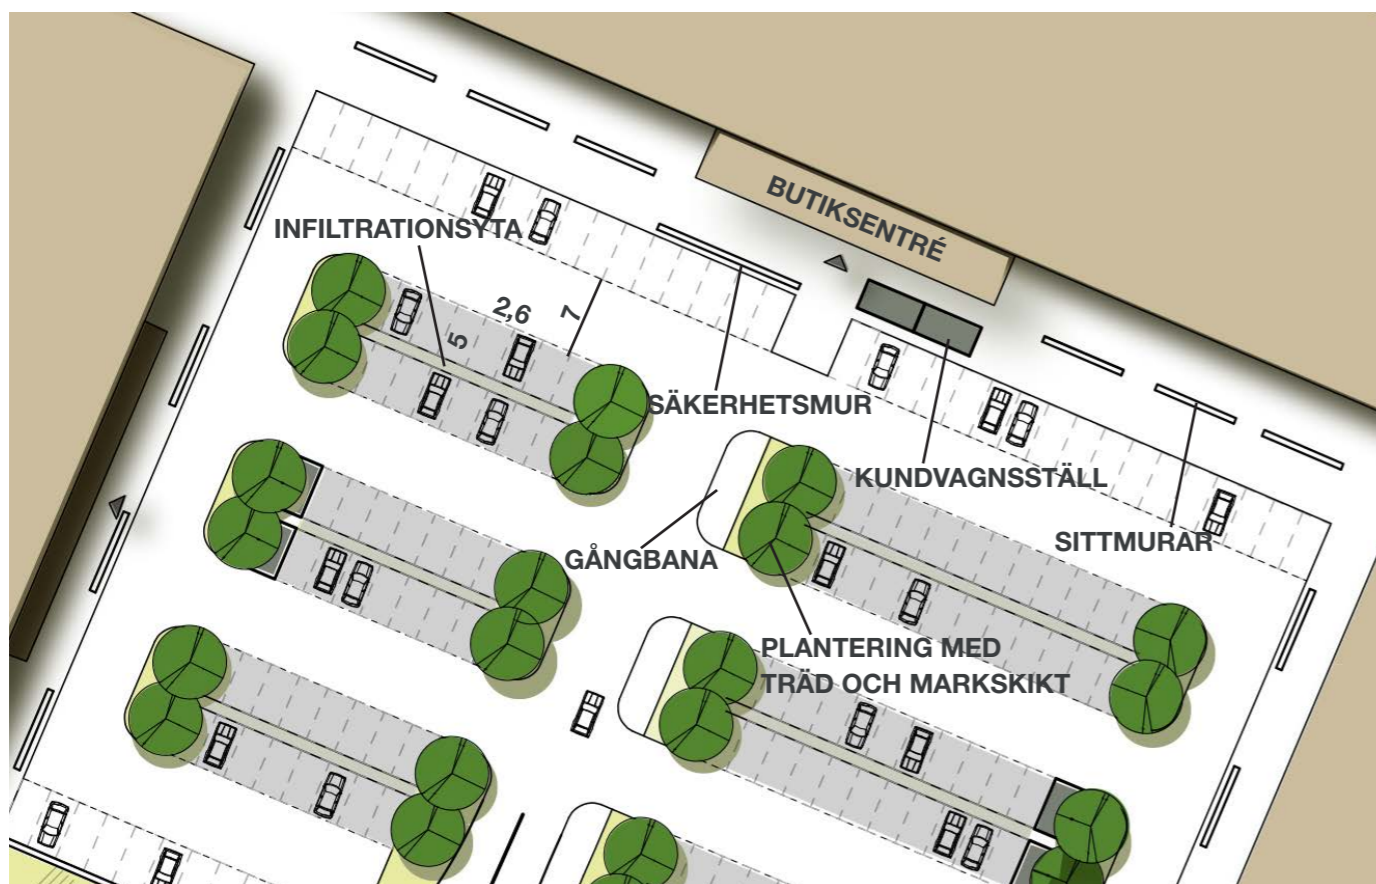 BUTIKSENTRÉ
INFILTRATIONSYTA
2,6
7
5
SÄKERHETSMUR
KUNDVAGNSSTÄLL
SITTMURAR
GÅNGBANA
PLANTERING MED
TRÄD OCH MARKSKIKT